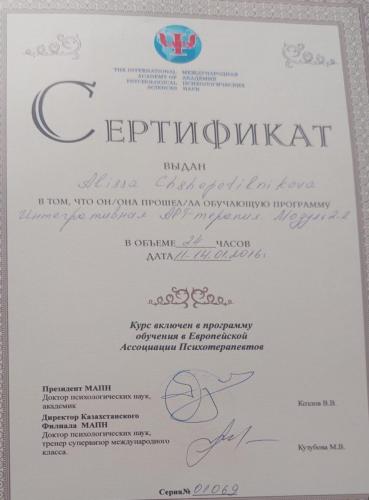 THE INTERNATIONAL МЕЖДУНАРОДНАЯ
ACADEMY OF АКАДЕМИЯ
PSYCHOLOGICAL ПСИХОЛОГИЧЕСКИХ
SCIENCES НАУК
СЕРТИФИКАТ
ВЫДАН
Alissa
В ТОМ, ЧТО ОН/ОНА ПРОШЕЛ/ЛА ОБУЧАЮЩУЮ ПРОГРАММУ
Интегративная АРТ-терапия. Модуль
В ОБЪЕМЕ 24 ЧАСОВ
ДАТА 11-14.01.2016г.
Курс включен в программу
обучения в Европейской
Ассоциации Психотерапевтов
Президент МАПН
Доктор психологических наук,
академик
Козлов В.В.
Директор Казахстанского
Филиала МАПН
Доктор психологических наук,
тренер супервизор международного
класса.
Кузубова М.В.
Серия№ 01069